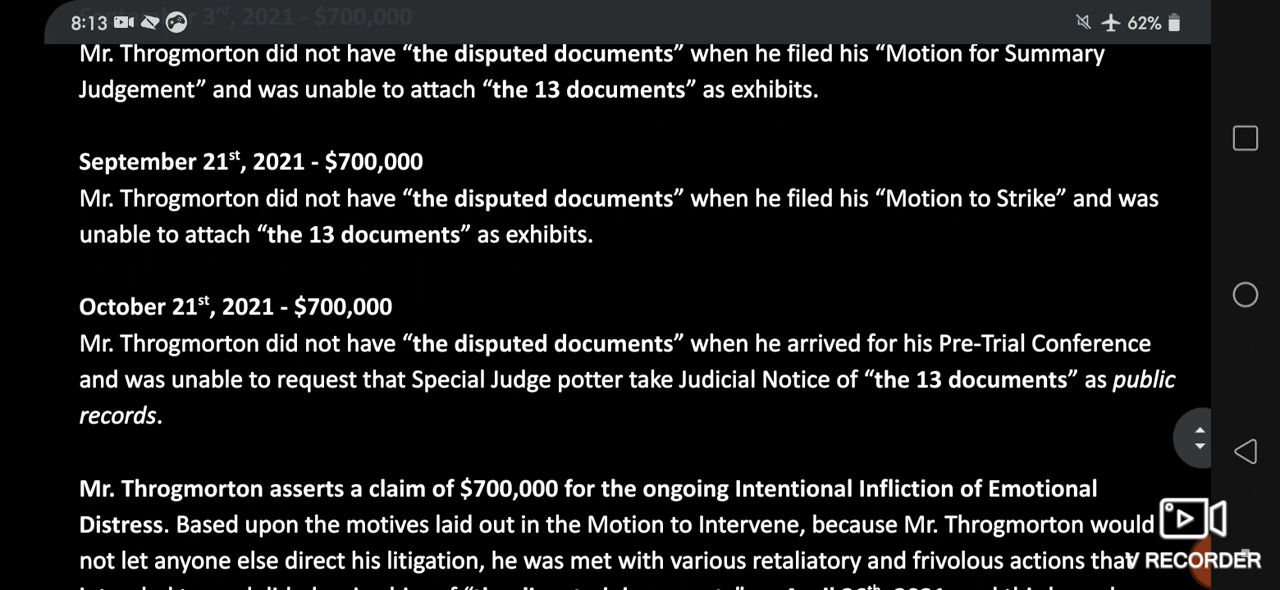 September 3rd, 2021 - $700,000
8:13
62%
Mr. Throgmorton did not have “the disputed documents” when he filed his “Motion for Summary
Judgement” and was unable to attach “the 13 documents” as exhibits.
September 21st, 2021 - $700,000
Mr. Throgmorton did not have “the disputed documents” when he filed his “Motion to Strike” and was
unable to attach “the 13 documents” as exhibits.
October 21st, 2021 - $700,000
Mr. Throgmorton did not have “the disputed documents” when he arrived for his Pre-Trial Conference
and was unable to request that Special Judge potter take Judicial Notice of “the 13 documents” as public
records.
Mr. Throgmorton asserts a claim of $700,000 for the ongoing Intentional Infliction of Emotional
Distress. Based upon the motives laid out in the Motion to Intervene, because Mr. Throgmorton would
not let anyone else direct his litigation, he was met with various retaliatory and frivolous actions that
V RECORDER